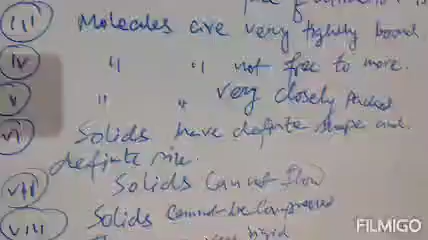 iii Molecules are very tightly bound
iv " " not free to move.
v " " very closely packed
vi Solids have definite shape and
definite size.
vii Solids cannot flow
viii Solids cannot be compressed
rigid
FILMIGO